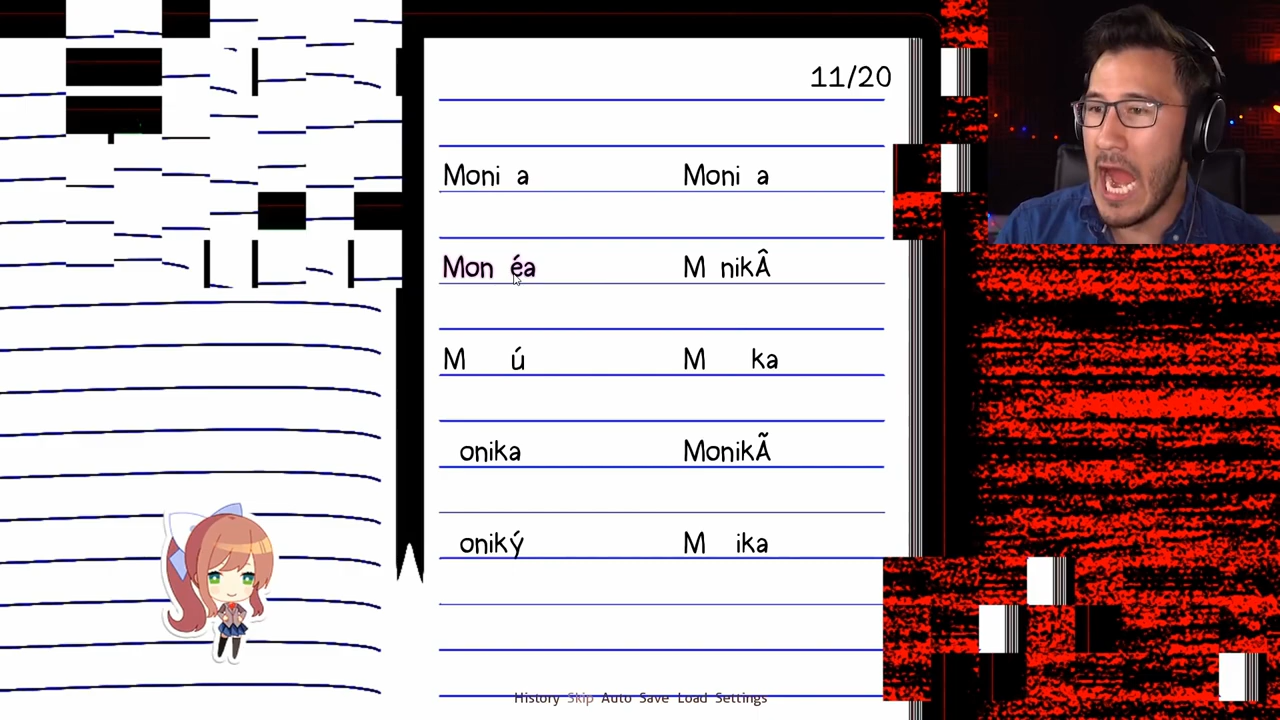 11/20
Moni a Moni a
Mon éa M nikÂ
M ú M ka
onika MonikÃ
oniký M ika
History Skip Auto Save Load Settings